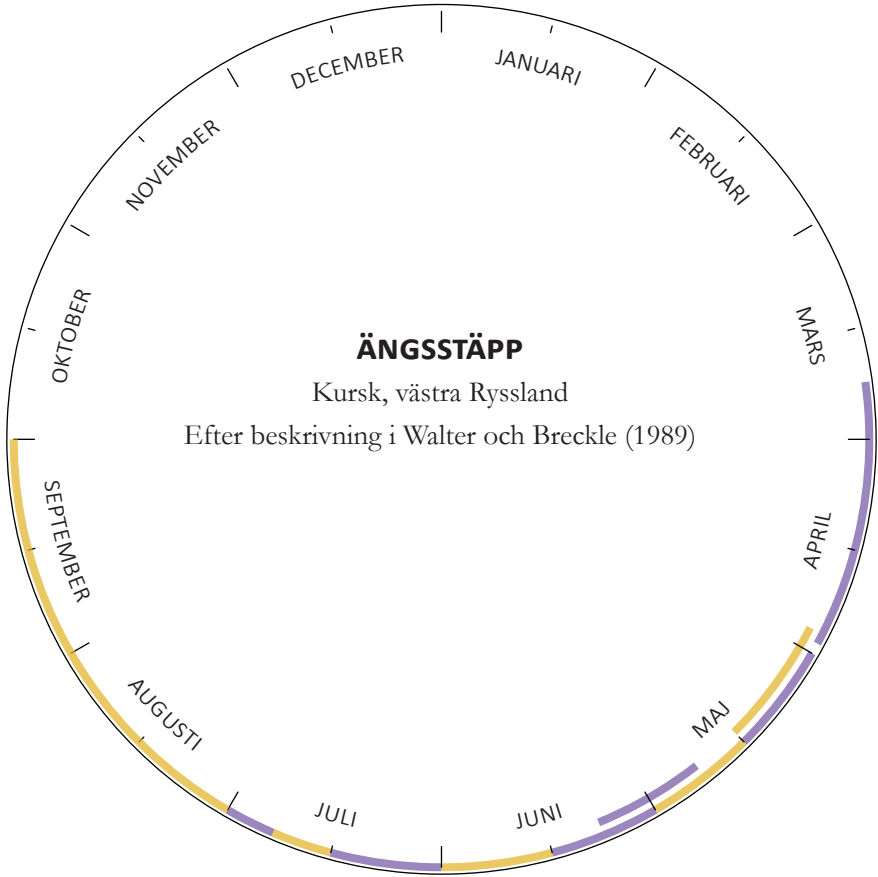 JANUARI
FEBRUARI
MARS
APRIL
MAJ
JUNI
JULI
AUGUSTI
SEPTEMBER
OKTOBER
NOVEMBER
DECEMBER
ÄNGSSTÄPP
Kursk, västra Ryssland
Efter beskrivning i Walter och Breckle (1989)